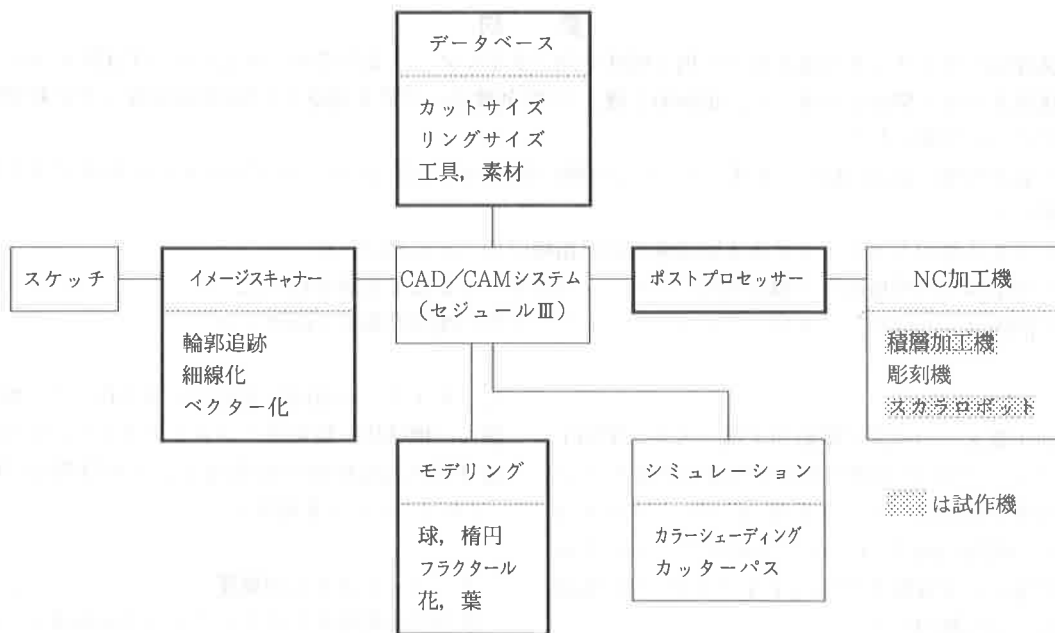 データベース
カットサイズ
リングサイズ
工具，素材
スケッチ
イメージスキャナー
輪郭追跡
細線化
ベクター化
CAD／CAMシステム
（セジュールⅢ）
ポストプロセッサー
NC加工機
積層加工機
彫刻機
スカラロボット
モデリング
球，楕円
フラクタール
花，葉
シミュレーション
カラーシェーディング
カッターパス
は試作機